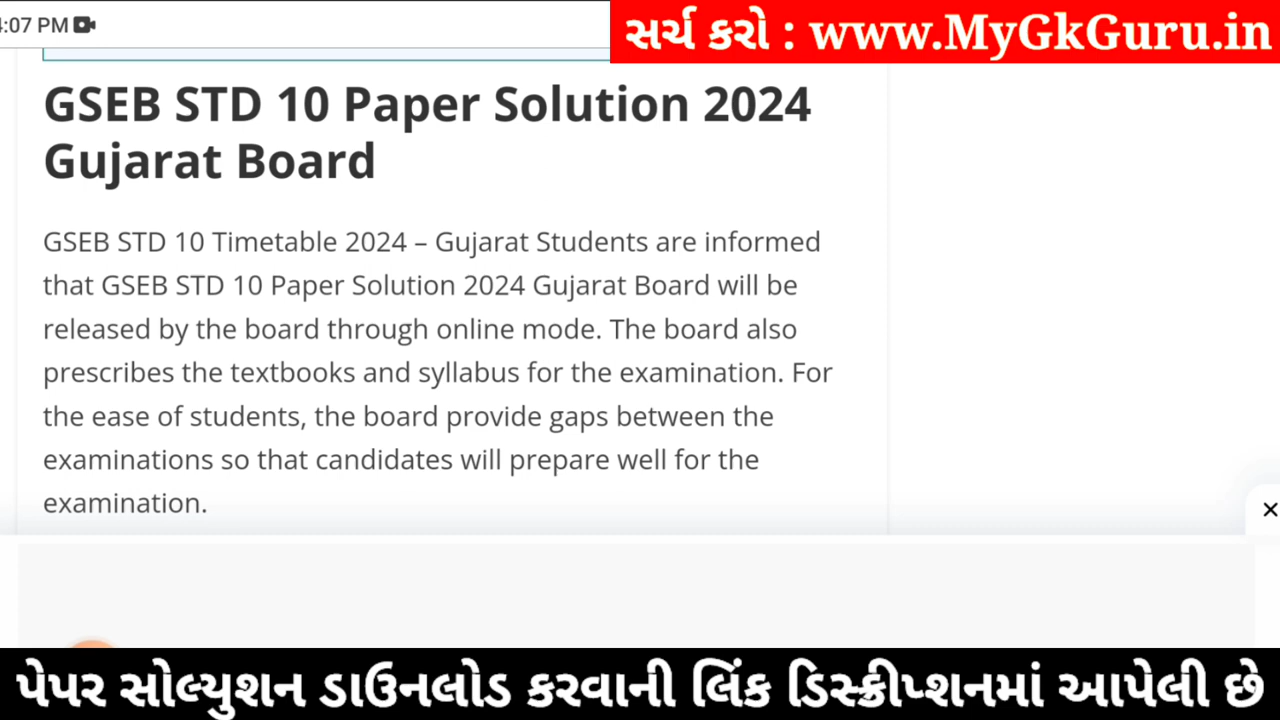 4:07 PM
સર્ચ કરો : www.MyGkGuru.in
GSEB STD 10 Paper Solution 2024
Gujarat Board
GSEB STD 10 Timetable 2024 – Gujarat Students are informed
that GSEB STD 10 Paper Solution 2024 Gujarat Board will be
released by the board through online mode. The board also
prescribes the textbooks and syllabus for the examination. For
the ease of students, the board provide gaps between the
examinations so that candidates will prepare well for the
examination.
પેપર સોલ્યુશન ડાઉનલોડ કરવાની લિંક ડિસ્ક્રીપ્શનમાં આપેલી છે